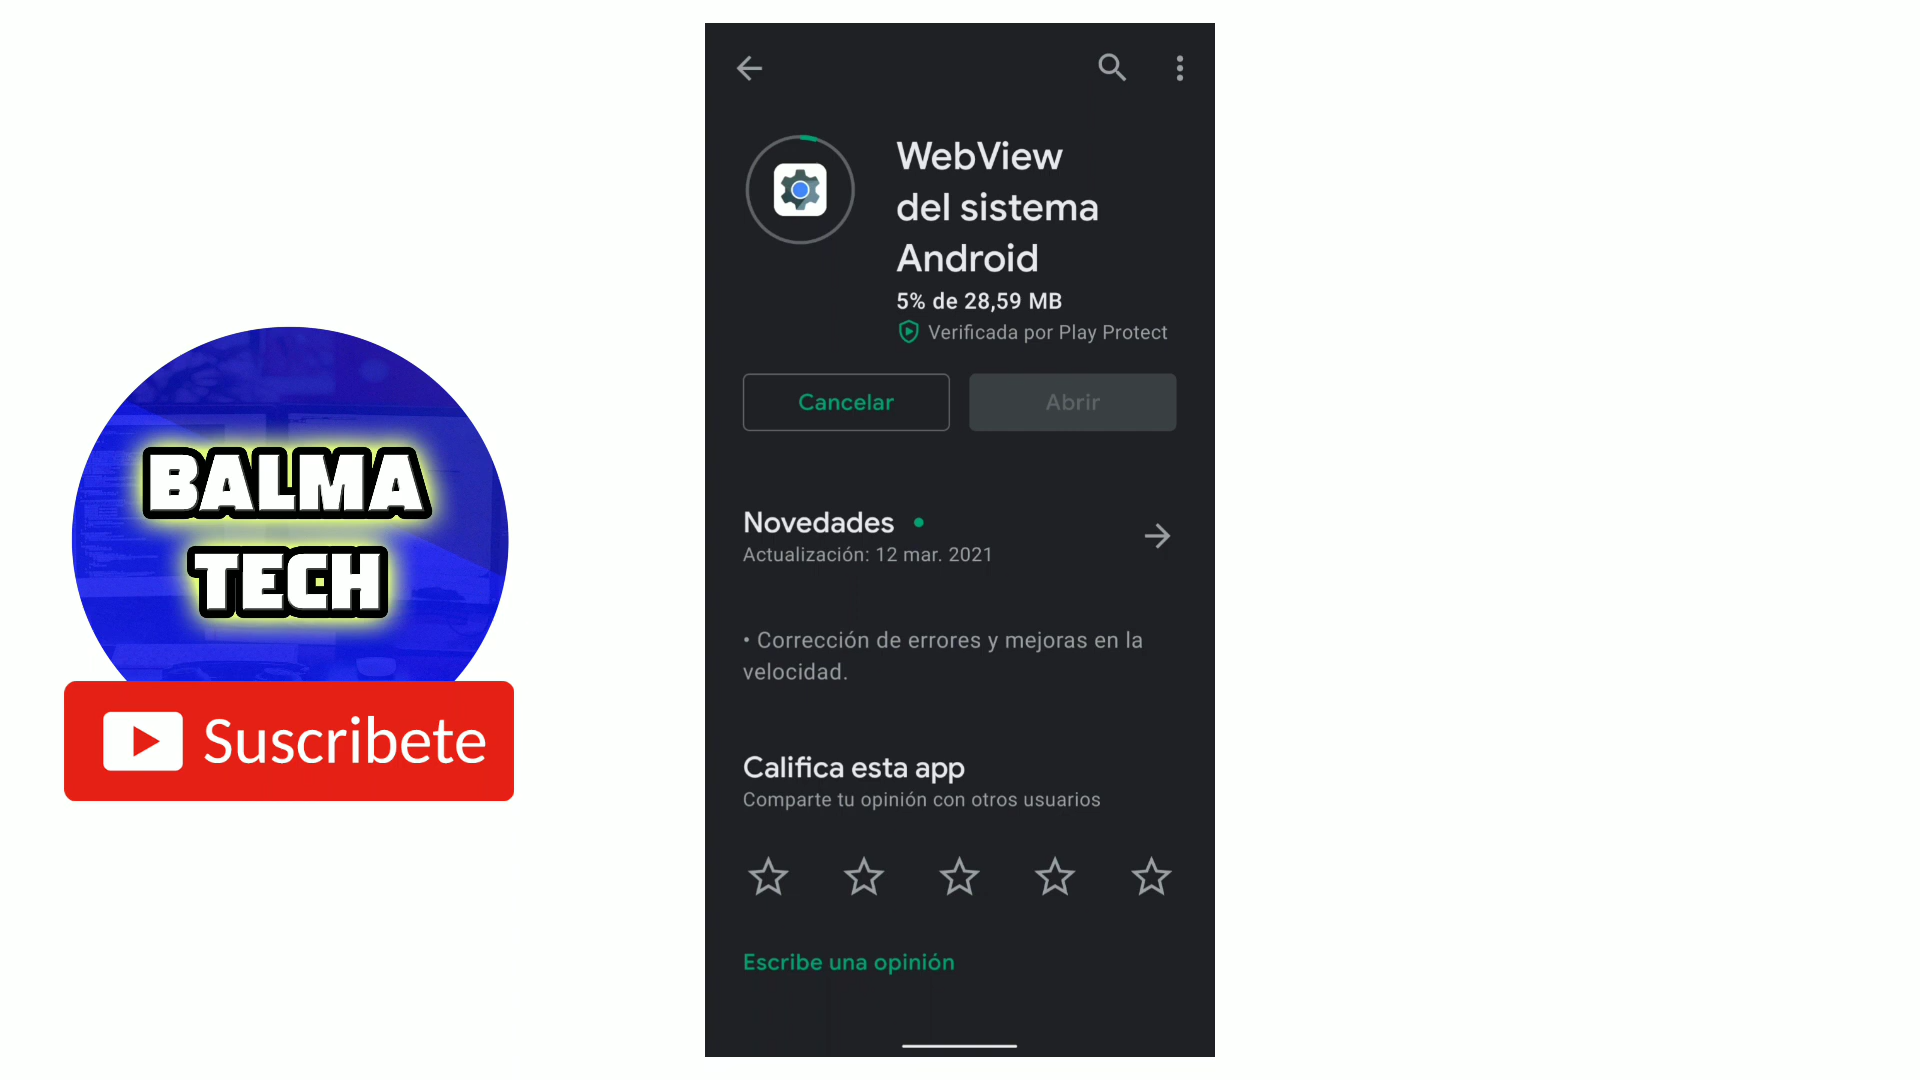 BALMA
TECH
Suscribete
WebView
del sistema
Android
5% de 28,59 MB
Verificada por Play Protect
Cancelar
Abrir
Novedades
Actualización: 12 mar. 2021
• Corrección de errores y mejoras en la
velocidad.
Califica esta app
Comparte tu opinión con otros usuarios
Escribe una opinión